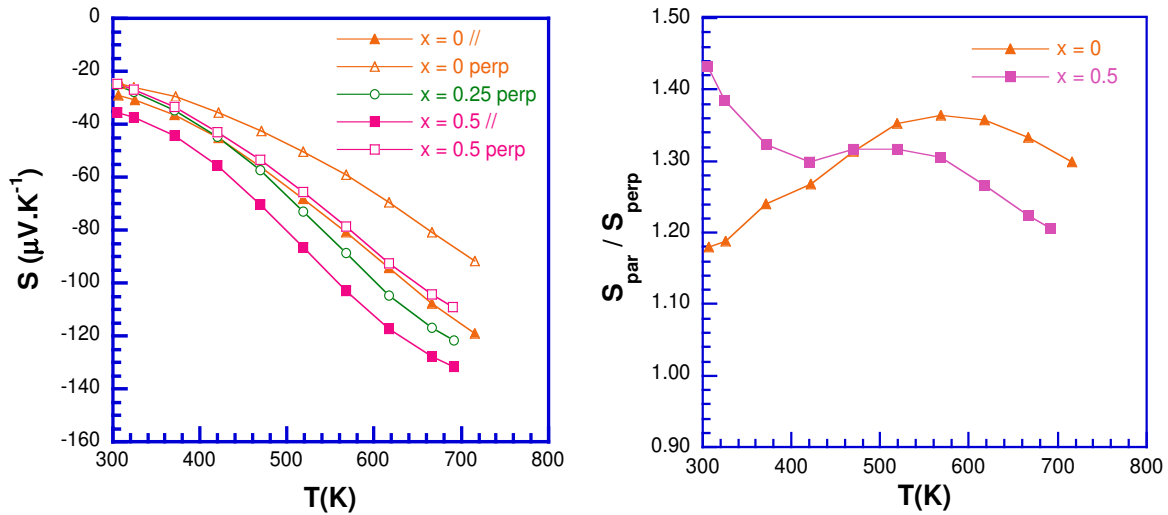 0
-20
-40
-60
-80
-100
-120
-140
-160
300
400
500
600
700
800
S (µV.K⁻¹)
T(K)
x = 0 //
x = 0 perp
x = 0.25 perp
x = 0.5 //
x = 0.5 perp
1.50
1.40
1.30
1.20
1.10
1.00
0.90
300
400
500
600
700
800
S_par / S_perp
T(K)
x = 0
x = 0.5